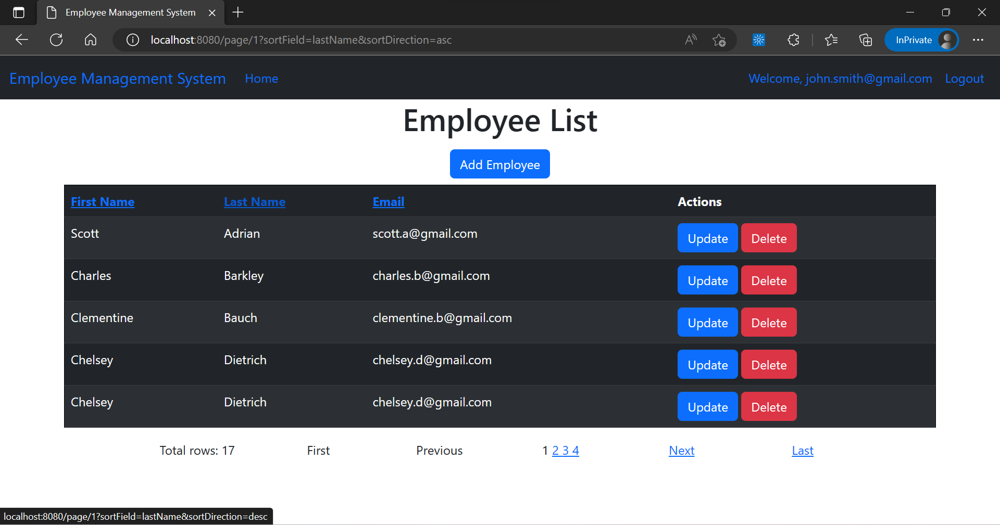 Employee Management System
localhost:8080/page/1?sortField=lastName&sortDirection=asc
InPrivate
Employee Management System Home Welcome, john.smith@gmail.com Logout
Employee List
Add Employee
First Name Last Name Email Actions
Scott Adrian scott.a@gmail.com Update Delete
Charles Barkley charles.b@gmail.com Update Delete
Clementine Bauch clementine.b@gmail.com Update Delete
Chelsey Dietrich chelsey.d@gmail.com Update Delete
Chelsey Dietrich chelsey.d@gmail.com Update Delete
Total rows: 17 First Previous 1 2 3 4 Next Last
localhost:8080/page/1?sortField=lastName&sortDirection=desc